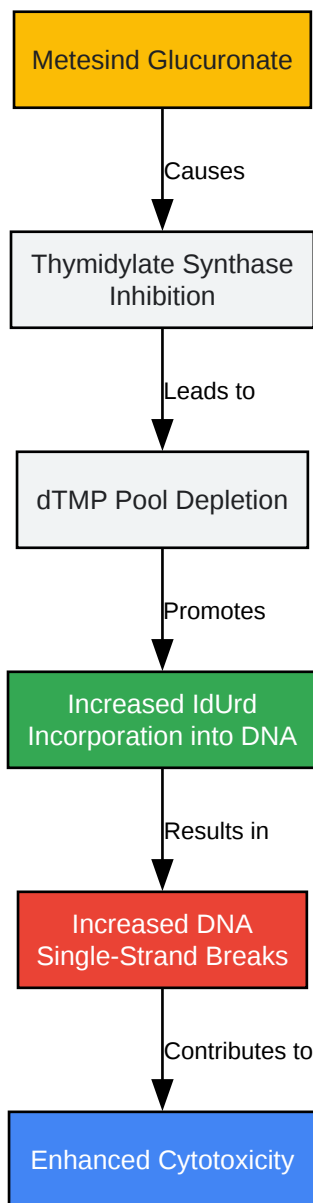 Metesind Glucuronate
Causes
Thymidylate Synthase
Inhibition
Leads to
dTMP Pool Depletion
Promotes
Increased IdUrd
Incorporation into DNA
Results in
Increased DNA
Single-Strand Breaks
Contributes to
Enhanced Cytotoxicity